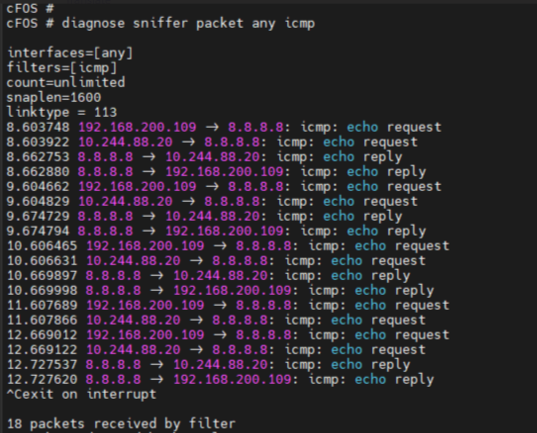 cFOS #
cFOS # diagnose sniffer packet any icmp
interfaces=[any]
filters=[icmp]
count=unlimited
snaplen=1600
linktype = 113
8.603748 192.168.200.109 → 8.8.8.8: icmp: echo request
8.603922 10.244.88.20 → 8.8.8.8: icmp: echo request
8.662753 8.8.8.8 → 10.244.88.20: icmp: echo reply
8.662880 8.8.8.8 → 192.168.200.109: icmp: echo reply
9.604662 192.168.200.109 → 8.8.8.8: icmp: echo request
9.604829 10.244.88.20 → 8.8.8.8: icmp: echo request
9.674729 8.8.8.8 → 10.244.88.20: icmp: echo reply
9.674794 8.8.8.8 → 192.168.200.109: icmp: echo reply
10.606465 192.168.200.109 → 8.8.8.8: icmp: echo request
10.606631 10.244.88.20 → 8.8.8.8: icmp: echo request
10.669897 8.8.8.8 → 10.244.88.20: icmp: echo reply
10.669998 8.8.8.8 → 192.168.200.109: icmp: echo reply
11.607689 192.168.200.109 → 8.8.8.8: icmp: echo request
11.607866 10.244.88.20 → 8.8.8.8: icmp: echo request
12.669012 192.168.200.109 → 8.8.8.8: icmp: echo request
12.669122 10.244.88.20 → 8.8.8.8: icmp: echo request
12.727537 8.8.8.8 → 10.244.88.20: icmp: echo reply
12.727620 8.8.8.8 → 192.168.200.109: icmp: echo reply
^Cexit on interrupt
18 packets received by filter